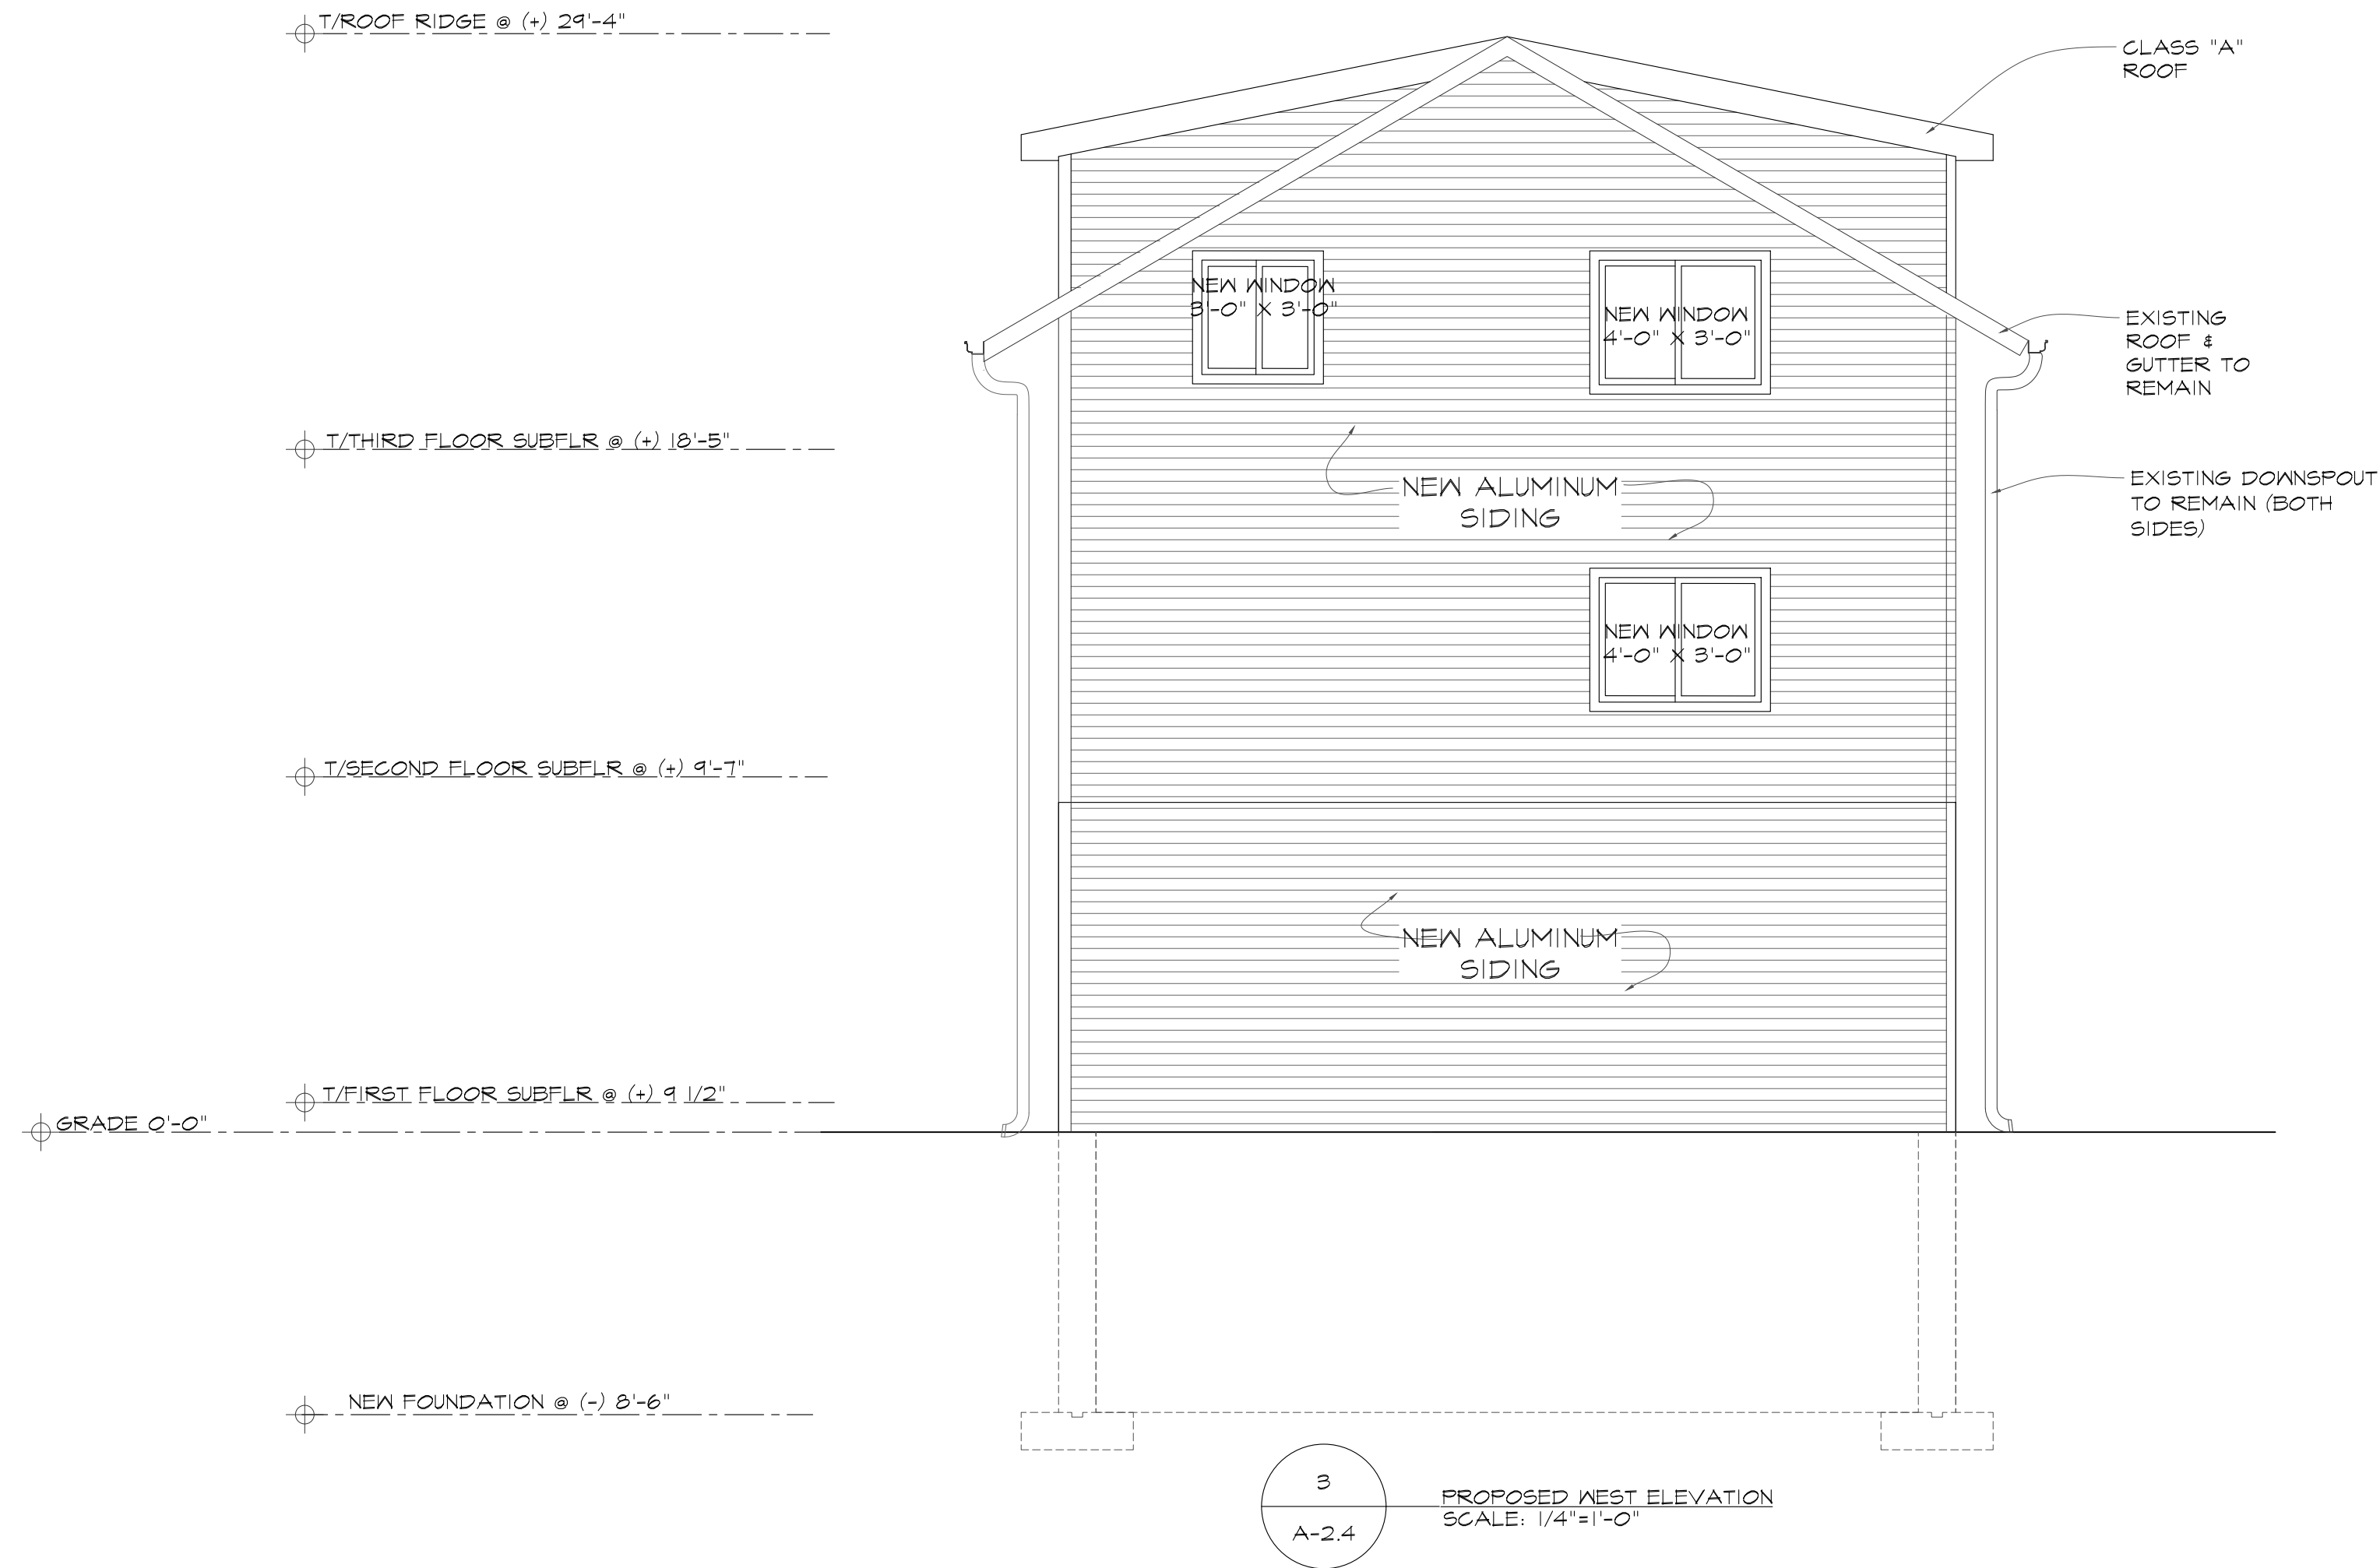 T/ROOF RIDGE @ (+) 29'-4"
CLASS "A"
ROOF
NEW WINDOW
3'-0" X 3'-0"
NEW WINDOW
4'-0" X 3'-0"
EXISTING
ROOF &
GUTTER TO
REMAIN
T/THIRD FLOOR SUBFLR @ (+) 18'-5"
NEW ALUMINUM
SIDING
EXISTING DOWNSPOUT
TO REMAIN (BOTH
SIDES)
NEW WINDOW
4'-0" X 3'-0"
T/SECOND FLOOR SUBFLR @ (+) 9'-7"
NEW ALUMINUM
SIDING
T/FIRST FLOOR SUBFLR @ (+) 9 1/2"
GRADE 0'-0"
NEW FOUNDATION @ (-) 8'-6"
3
A-2.4
PROPOSED WEST ELEVATION
SCALE: 1/4"=1'-0"